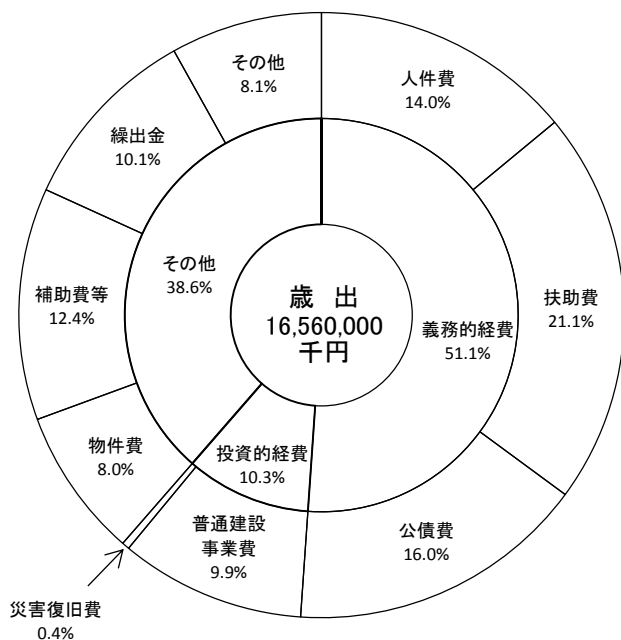 歳 出
16,560,000
千円
義務的経費
51.1%
投資的経費
10.3%
その他
38.6%
人件費
14.0%
扶助費
21.1%
公債費
16.0%
普通建設
事業費
9.9%
災害復旧費
0.4%
物件費
8.0%
補助費等
12.4%
繰出金
10.1%
その他
8.1%